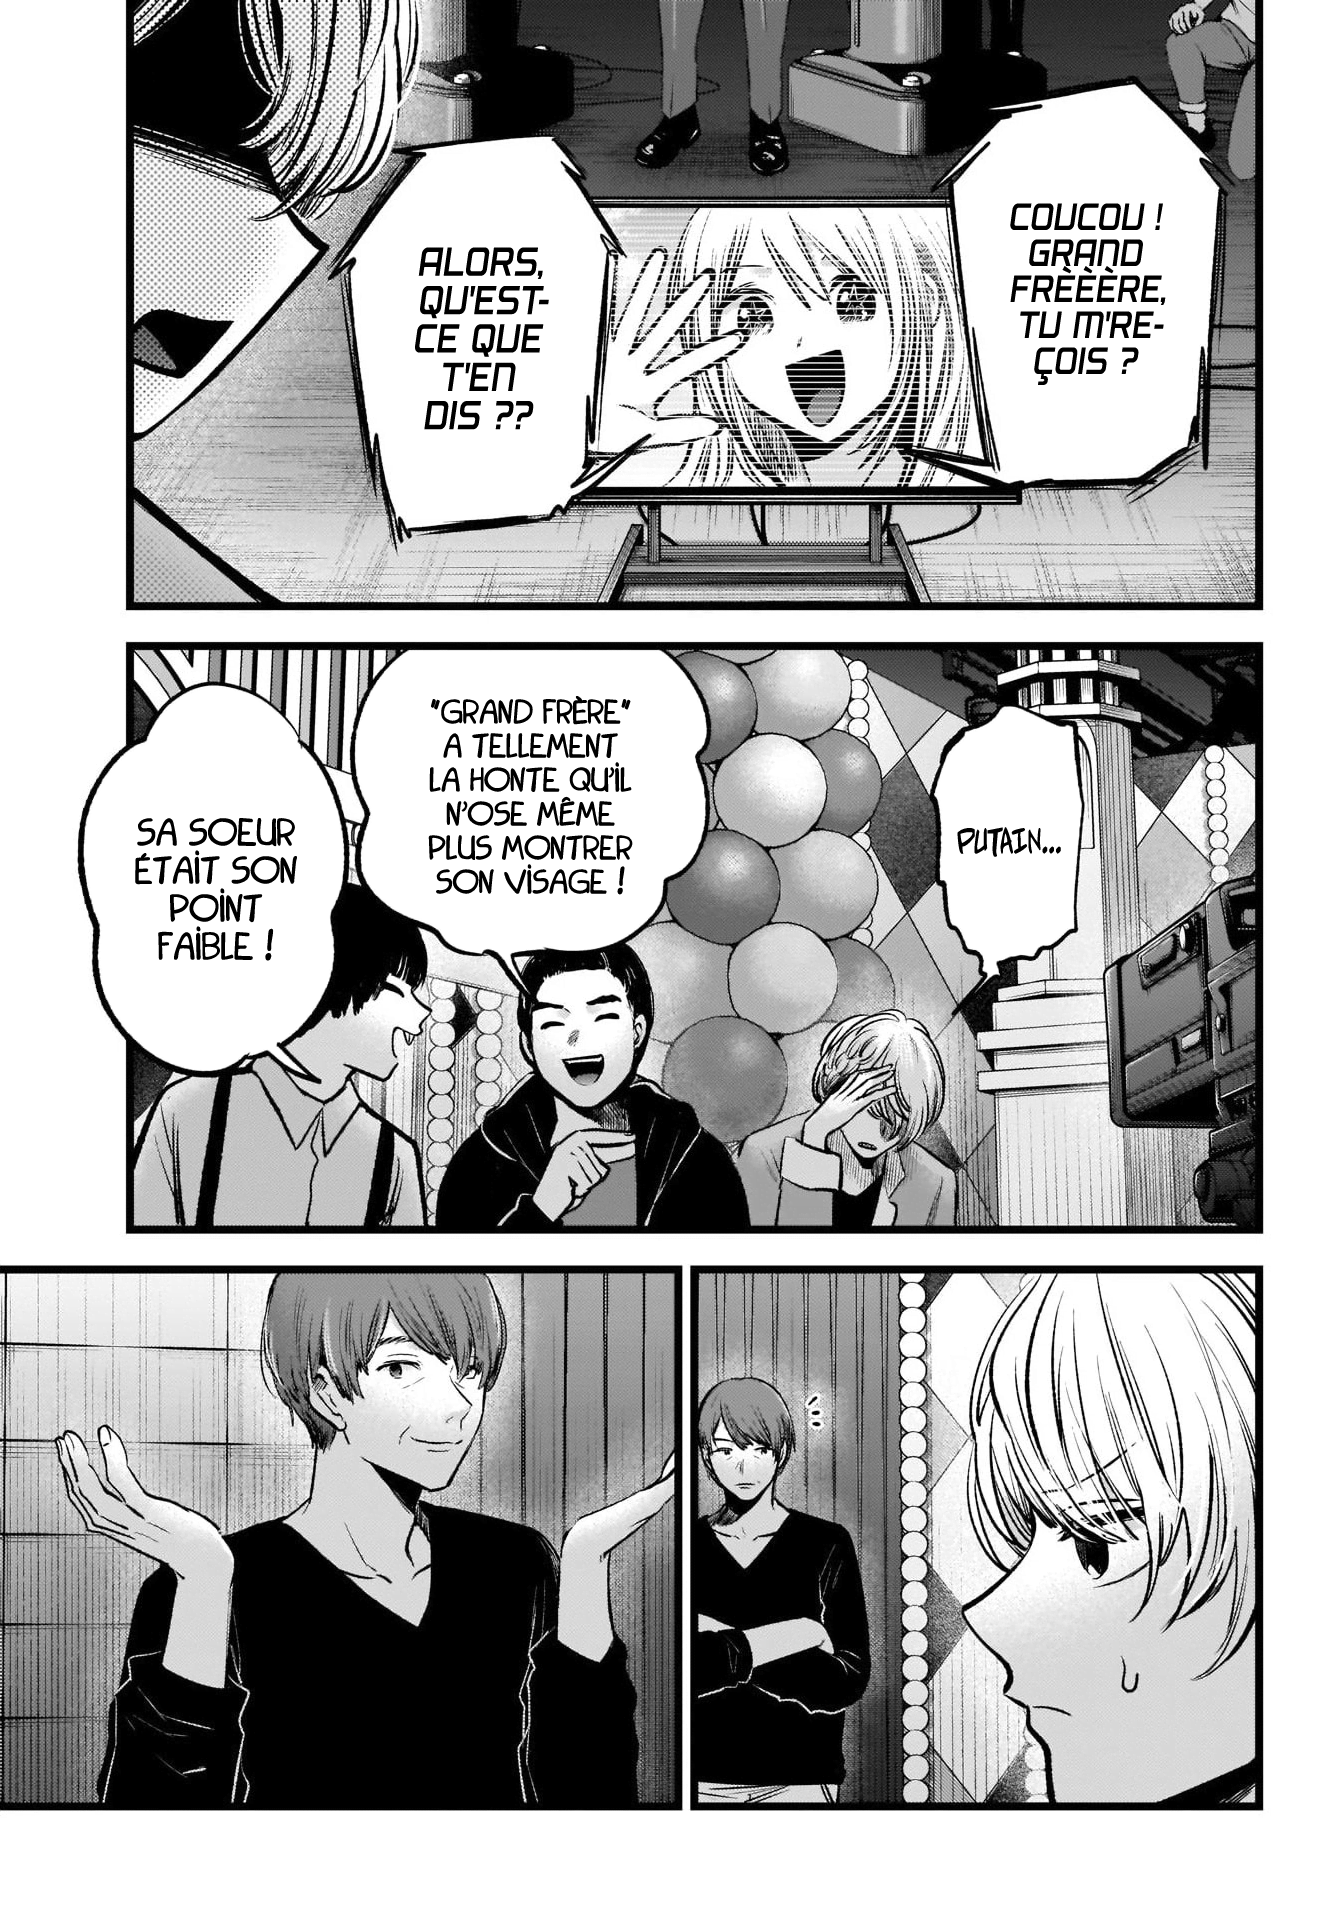 COUCOU !
GRAND
FRÈÈÈRE,
TU M'RE-
ÇOIS ?
ALORS,
QU'EST-
CE QUE
T'EN
DIS ??
PUTAIN...
"GRAND FRÈRE"
A TELLEMENT
LA HONTE QU'IL
N'OSE MÊME
PLUS MONTRER
SON VISAGE !
SA SOEUR
ÉTAIT SON
POINT
FAIBLE !